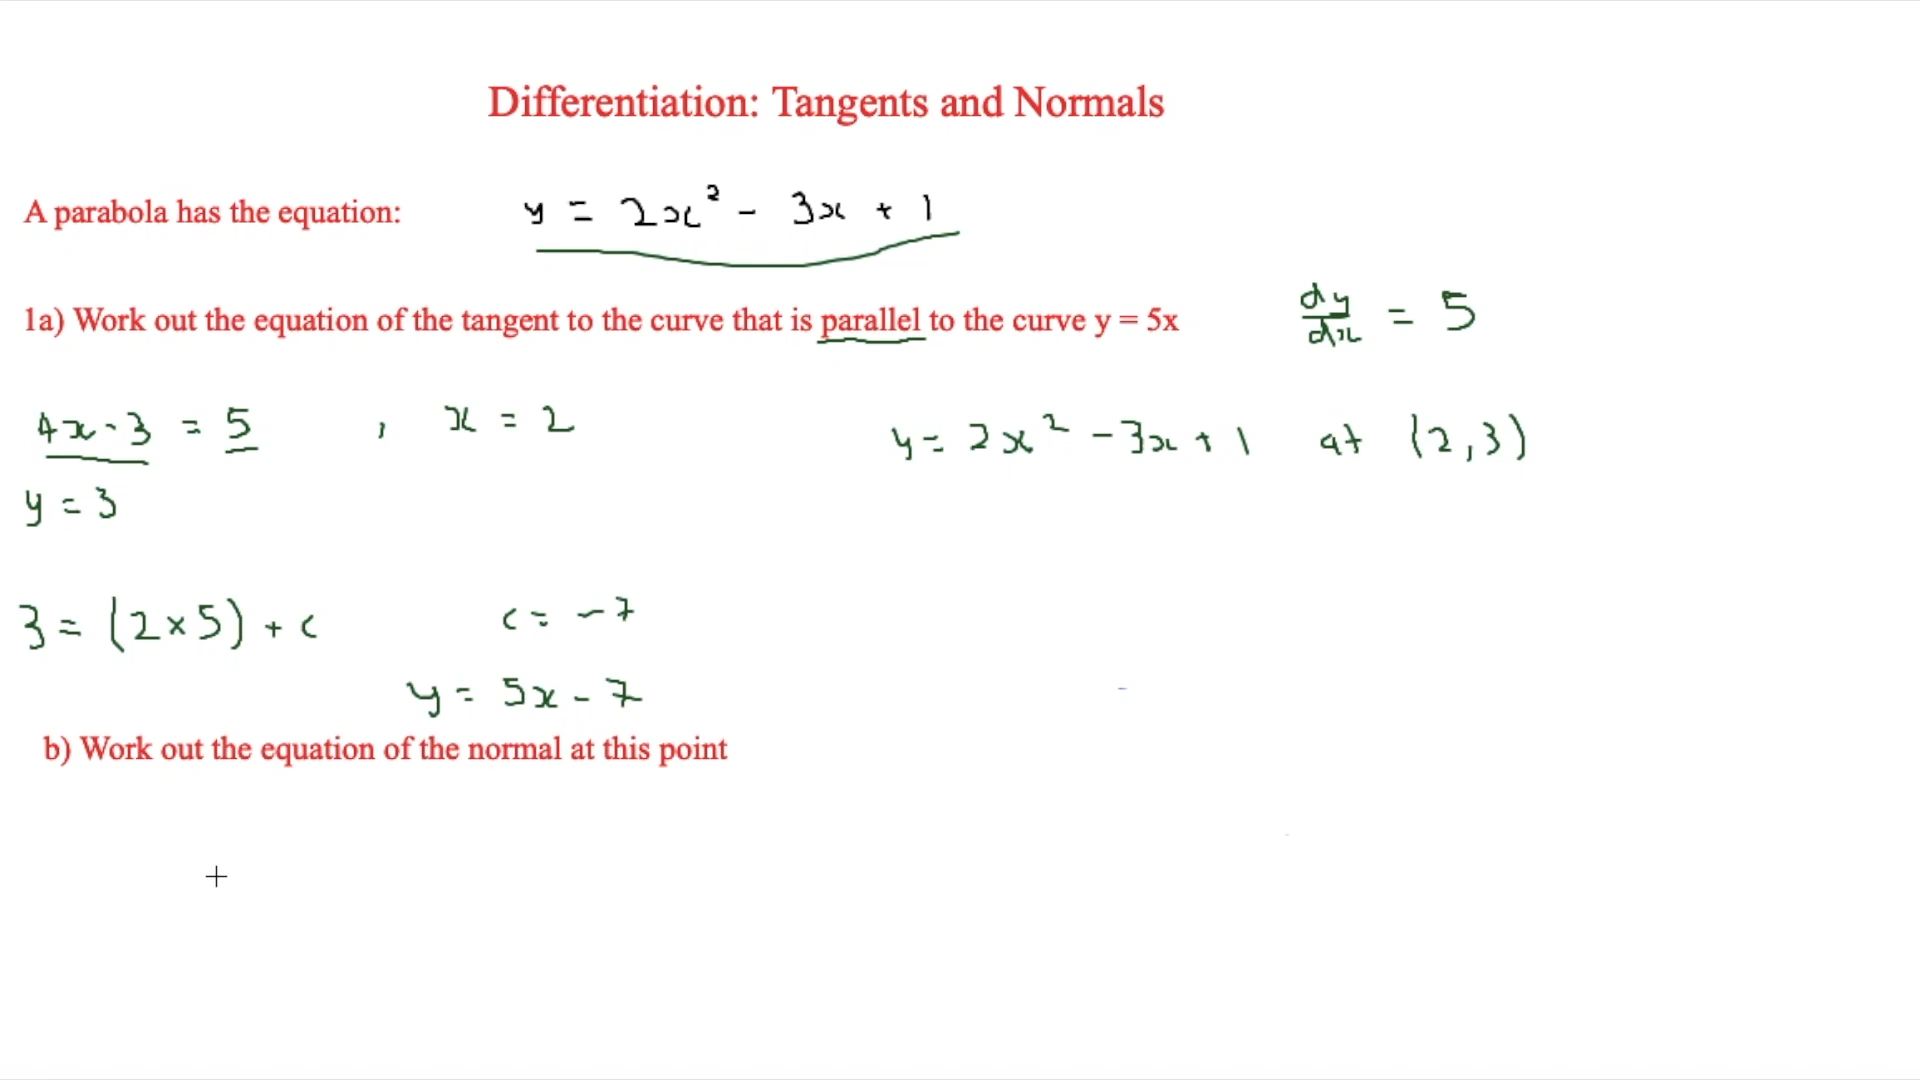 Differentiation: Tangents and Normals
A parabola has the equation: y = 2x² - 3x + 1
1a) Work out the equation of the tangent to the curve that is parallel to the curve y = 5x dy/dx = 5
4x - 3 = 5 , x = 2 y = 2x² - 3x + 1 at (2,3)
y = 3
3 = (2×5) + c c = -7
y = 5x - 7
b) Work out the equation of the normal at this point